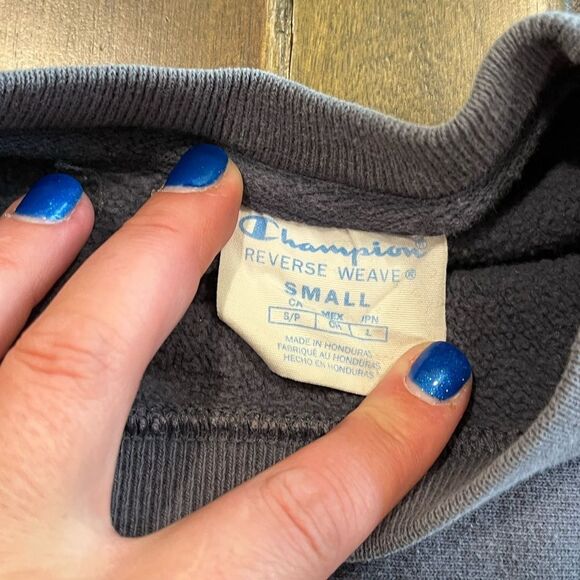 Champion®
REVERSE WEAVE®
SMALL
CA MEX JPN
S/P CH L
MADE IN HONDURAS
FABRIQUÉ AU HONDURAS
HECHO EN HONDURAS